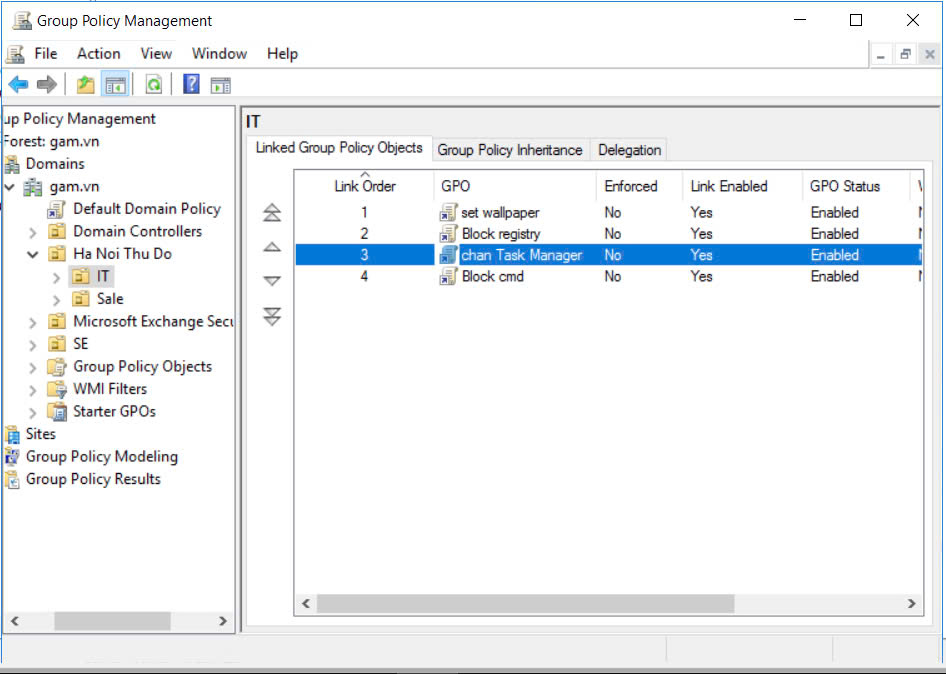 Group Policy Management
File Action View Window Help
up Policy Management
Forest: gam.vn
Domains
gam.vn
Default Domain Policy
Domain Controllers
Ha Noi Thu Do
IT
Sale
Microsoft Exchange Secu
SE
Group Policy Objects
WMI Filters
Starter GPOs
Sites
Group Policy Modeling
Group Policy Results
IT
Linked Group Policy Objects Group Policy Inheritance Delegation
Link Order GPO Enforced Link Enabled GPO Status
1 set wallpaper No Yes Enabled
2 Block registry No Yes Enabled
3 chan Task Manager No Yes Enabled
4 Block cmd No Yes Enabled